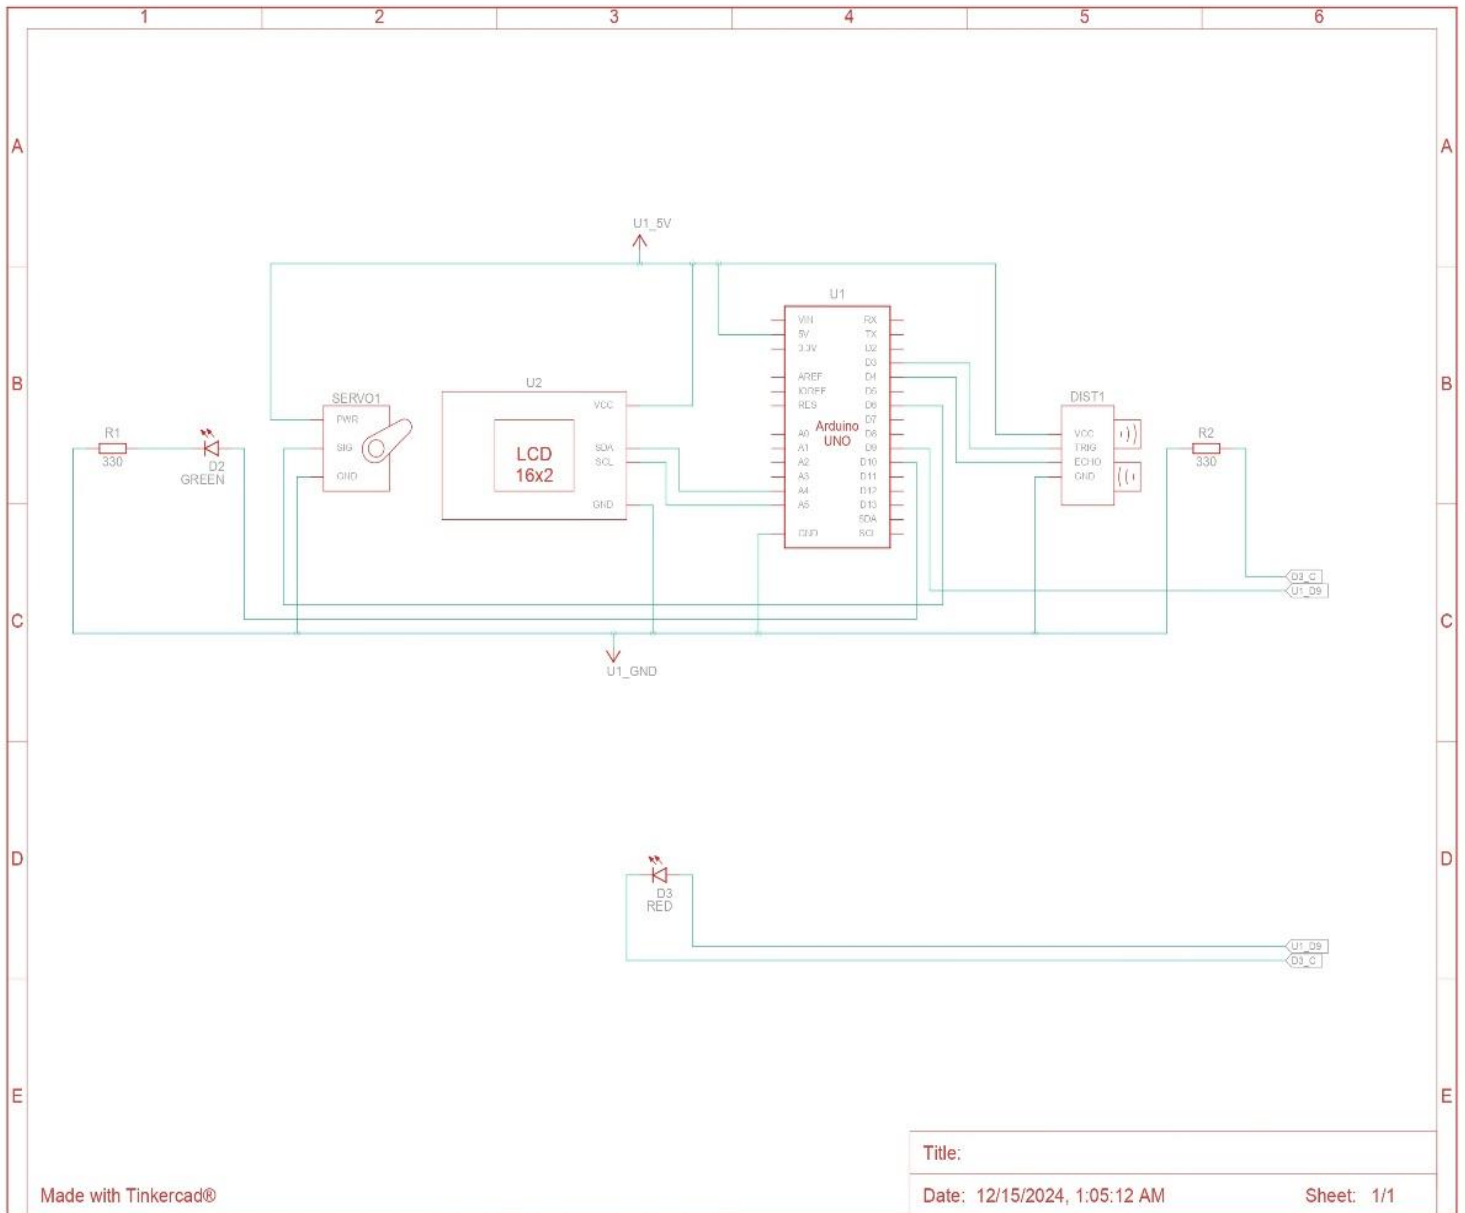 1 2 3 4 5 6
A A
U1_5V
U1
VIN RX
5V TX
3.3V D2
D3
B B
U2
AREF D4
IOREF D5
SERVO1
VCC
RES D6
DIST1
PWR
D7
Arduino
UNO
R1
A0 D8
VCC
R2
SIG
SDA
A1 D9
TRIG
330
LCD
16x2
SCL
A2 D10
ECHO
330
D2
GREEN
GND
A3 D11
GND
A4 D12
GND
A5 D13
SDA
GND SCL
D3_C
U1_D9
C C
U1_GND
D D
D3
RED
U1_D9
D3_C
E E
Title:
Made with Tinkercad®
Date: 12/15/2024, 1:05:12 AM Sheet: 1/1